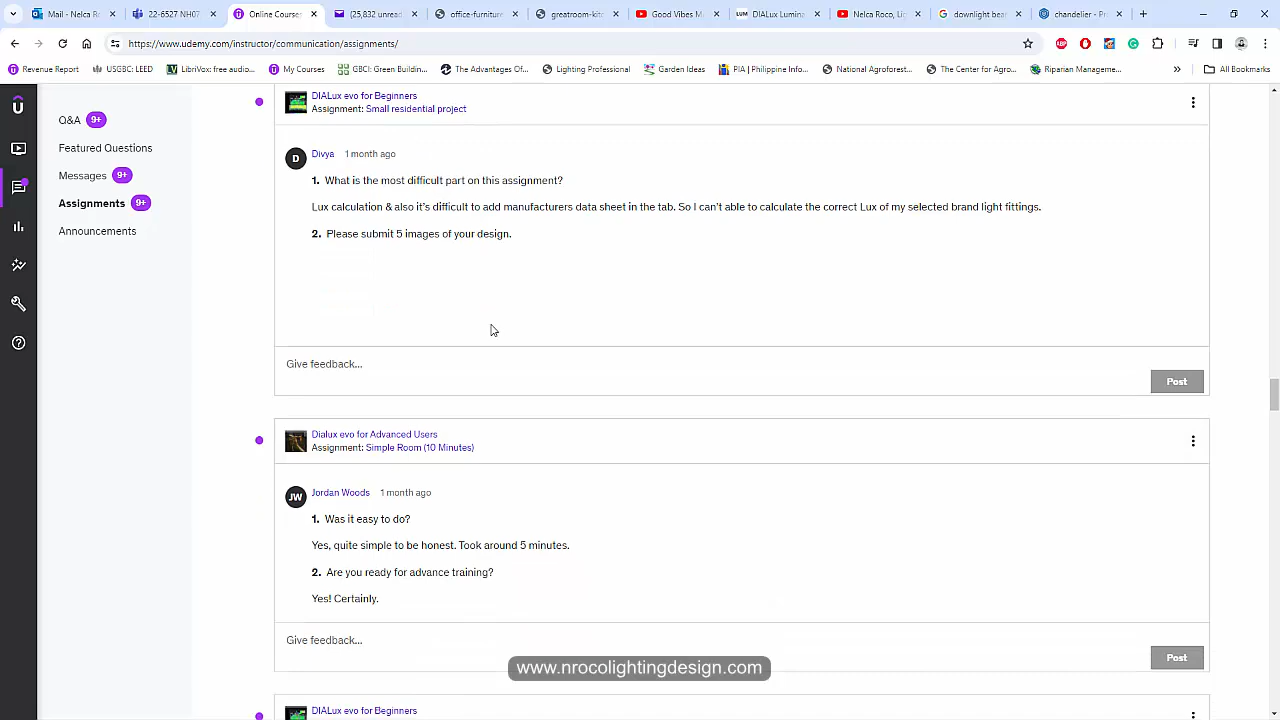 Mail - Nelca Ro
22-6527 NH07
Online Course
(25,832 unread
office-furniture
greatroom-kitc
Good Vibes M
LUM DIALux Lumina
Nelca Roco, Lig
downlight bea
chandelier - Pr
https://www.udemy.com/instructor/communication/assignments/
Revenue Report
USGBC: LEED
LibriVox: free audio...
My Courses
GBCI: Green Buildin...
The Advantages Of...
Lighting Professional
Garden Ideas
PIA | Philippine Info...
National Agroforest...
The Center for Agro...
Riparian Manageme...
All Bookmarks
Q&A 9+
Featured Questions
Messages 9+
Assignments 9+
Announcements
DIALux evo for Beginners
Assignment: Small residential project
D Divya 1 month ago
1. What is the most difficult part on this assignment?
Lux calculation & also it's difficult to add manufacturers data sheet in the tab. So I can't able to calculate the correct Lux of my selected brand light fittings.
2. Please submit 5 images of your design.
Give feedback...
Post
Dialux evo for Advanced Users
Assignment: Simple Room (10 Minutes)
JW Jordan Woods 1 month ago
1. Was it easy to do?
Yes, quite simple to be honest. Took around 5 minutes.
2. Are you ready for advance training?
Yes! Certainly.
Give feedback...
Post
www.nrocolightingdesign.com
DIALux evo for Beginners